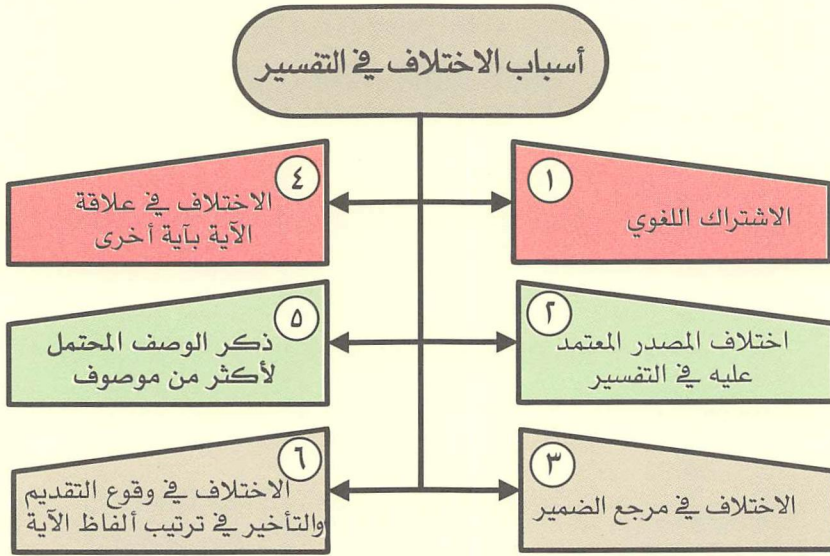 أسباب الاختلاف في التفسير
١
الاشتراك اللغوي
٢
اختلاف المصدر المعتمد
عليه في التفسير
٣
الاختلاف في مرجع الضمير
٤
الاختلاف في علاقة
الآية بآية أخرى
٥
ذكر الوصف المحتمل
لأكثر من موصوف
٦
الاختلاف في وقوع التقديم
والتأخير في ترتيب ألفاظ الآية